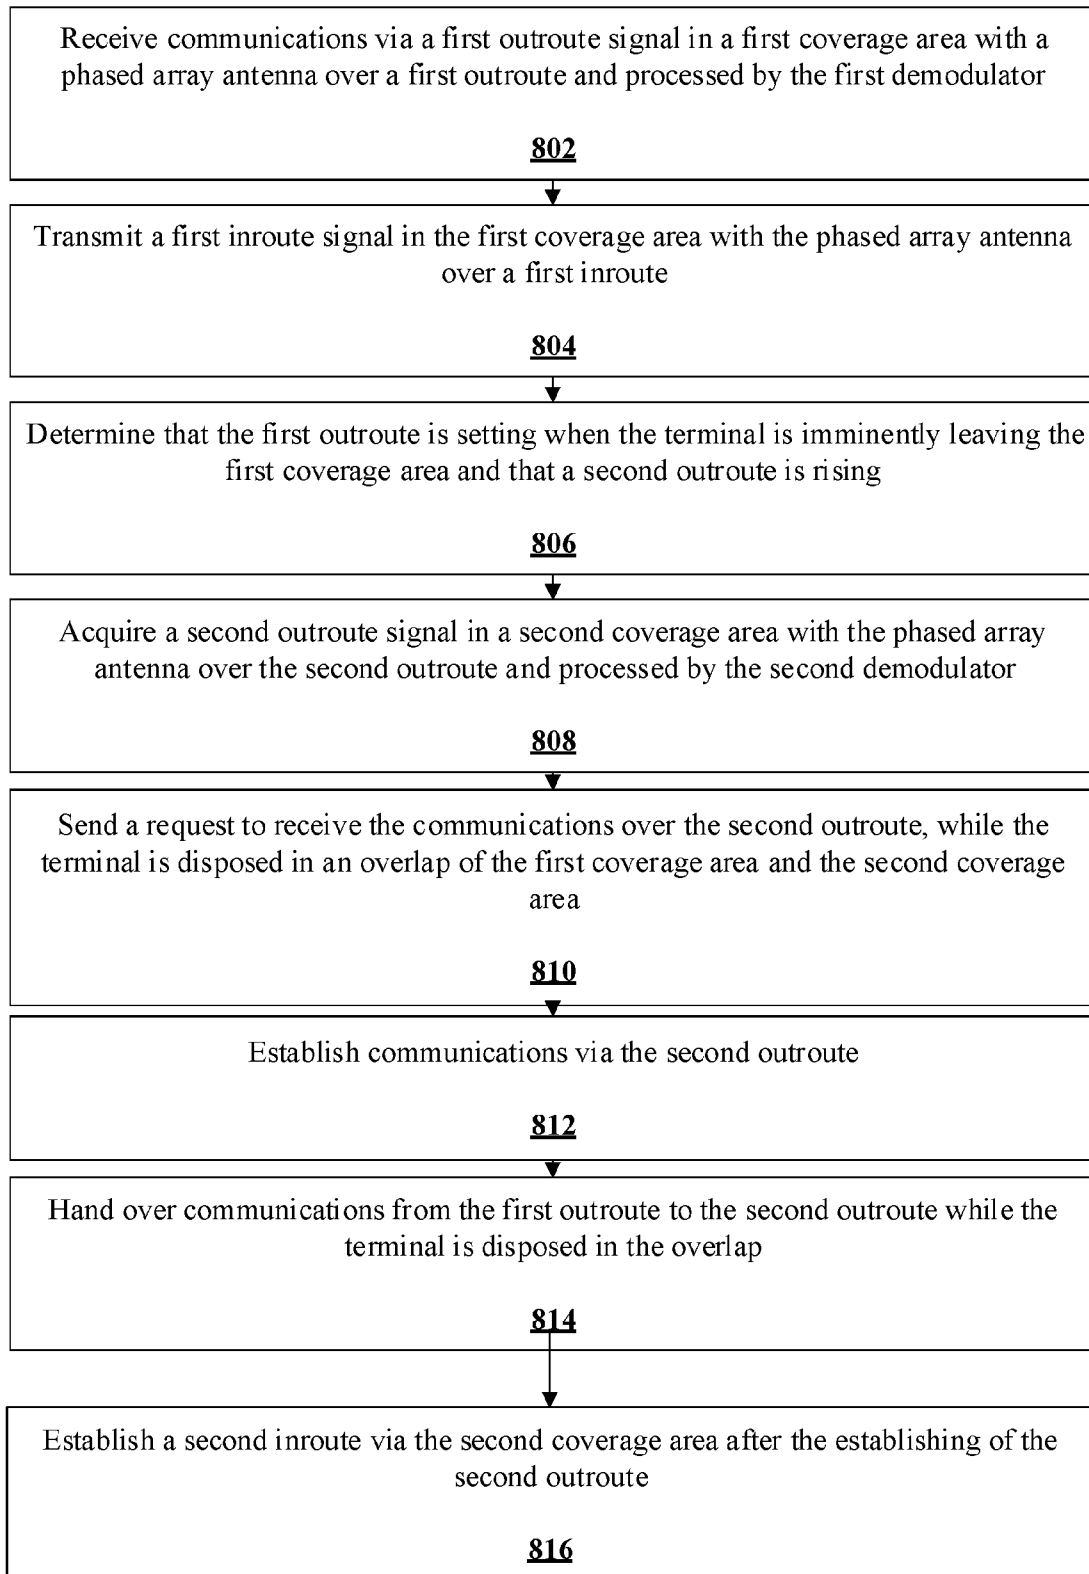 Receive communications via a first outroute signal in a first coverage area with a
phased array antenna over a first outroute and processed by the first demodulator
802
Transmit a first inroute signal in the first coverage area with the phased array antenna
over a first inroute
804
Determine that the first outroute is setting when the terminal is imminently leaving the
first coverage area and that a second outroute is rising
806
Acquire a second outroute signal in a second coverage area with the phased array
antenna over the second outroute and processed by the second demodulator
808
Send a request to receive the communications over the second outroute, while the
terminal is disposed in an overlap of the first coverage area and the second coverage
area
810
Establish communications via the second outroute
812
Hand over communications from the first outroute to the second outroute while the
terminal is disposed in the overlap
814
Establish a second inroute via the second coverage area after the establishing of the
second outroute
816